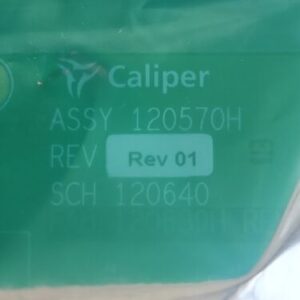 Caliper
ASSY 120570H
REV Rev 01
SCH 120640